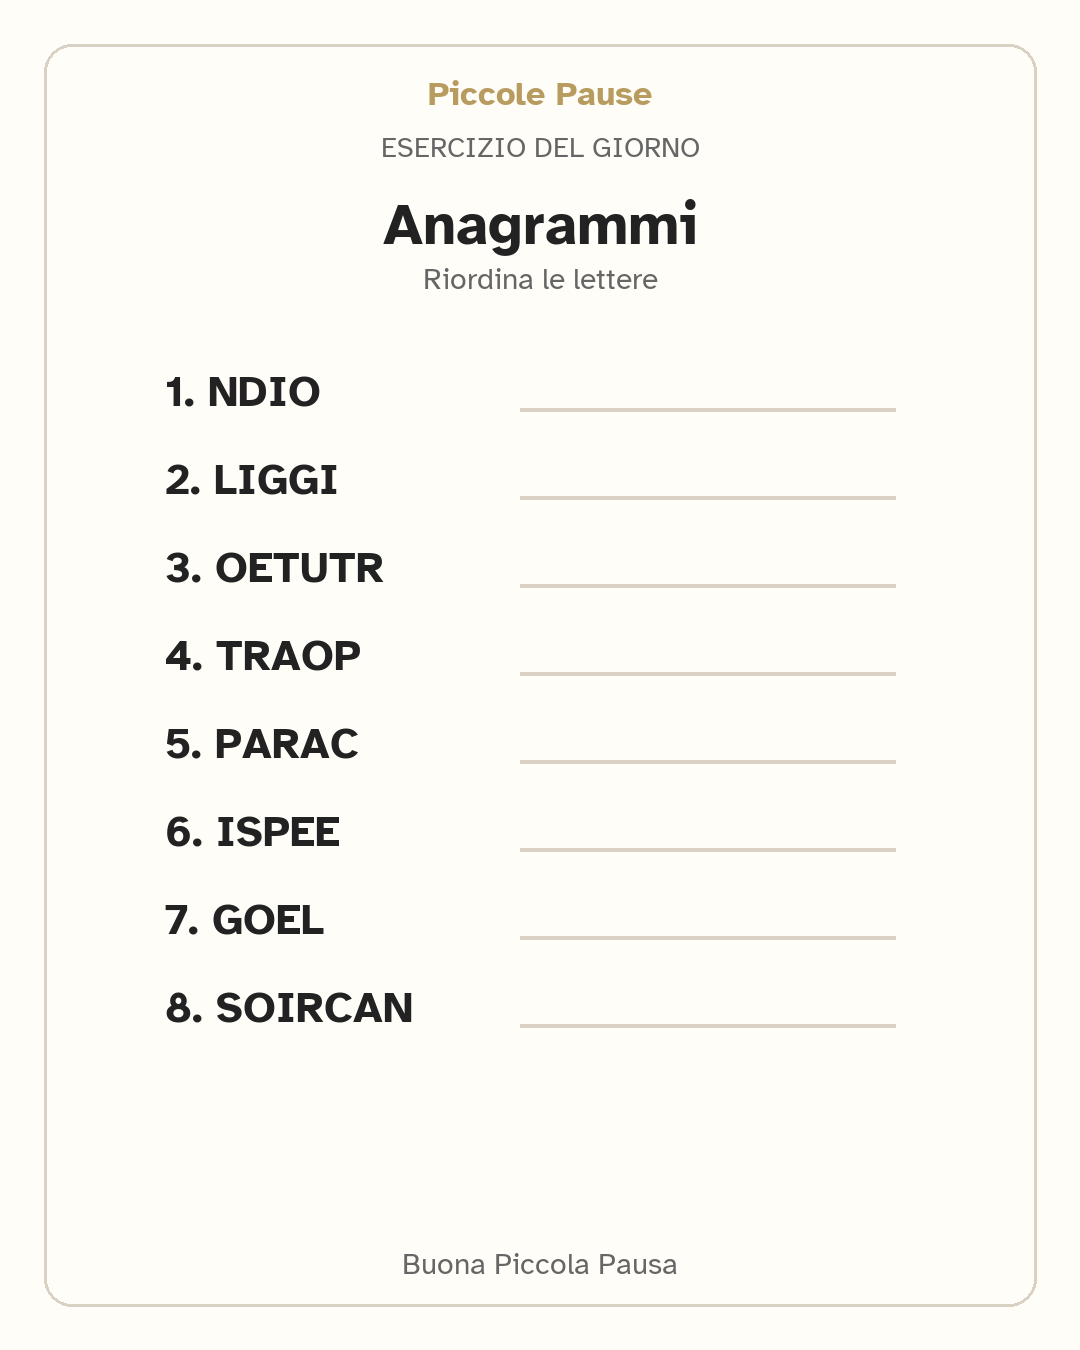 Piccole Pause
ESERCIZIO DEL GIORNO
Anagrammi
Riordina le lettere
1. NDIO
2. LIGGI
3. OETUTR
4. TRAOP
5. PARAC
6. ISPEE
7. GOEL
8. SOIRCAN
Buona Piccola Pausa